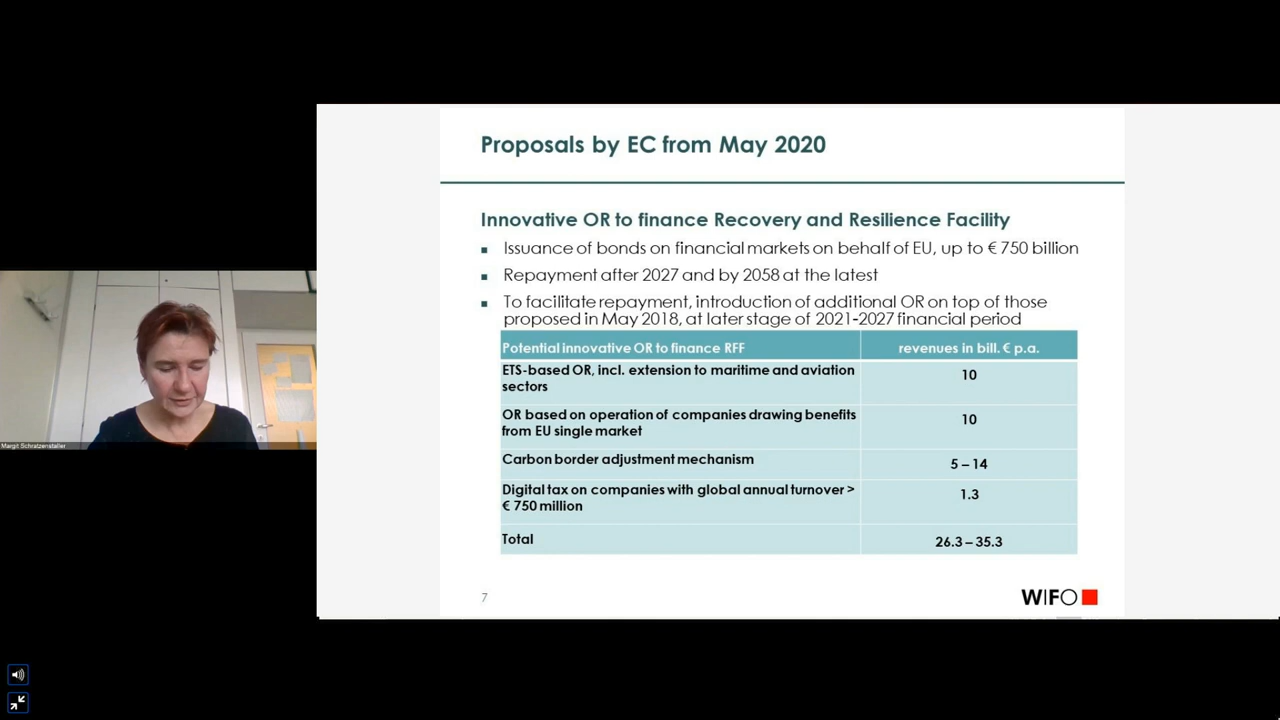 Proposals by EC from May 2020
Innovative OR to finance Recovery and Resilience Facility
Issuance of bonds on financial markets on behalf of EU, up to € 750 billion
Repayment after 2027 and by 2058 at the latest
To facilitate repayment, introduction of additional OR on top of those
proposed in May 2018, at later stage of 2021-2027 financial period
Potential innovative OR to finance RFF revenues in bill. € p.a.
ETS-based OR, incl. extension to maritime and aviation
sectors
10
OR based on operation of companies drawing benefits
from EU single market
10
Carbon border adjustment mechanism 5 – 14
Digital tax on companies with global annual turnover >
€ 750 million
1.3
Total 26.3 – 35.3
7
WIFO
Margit Schratzenstaller